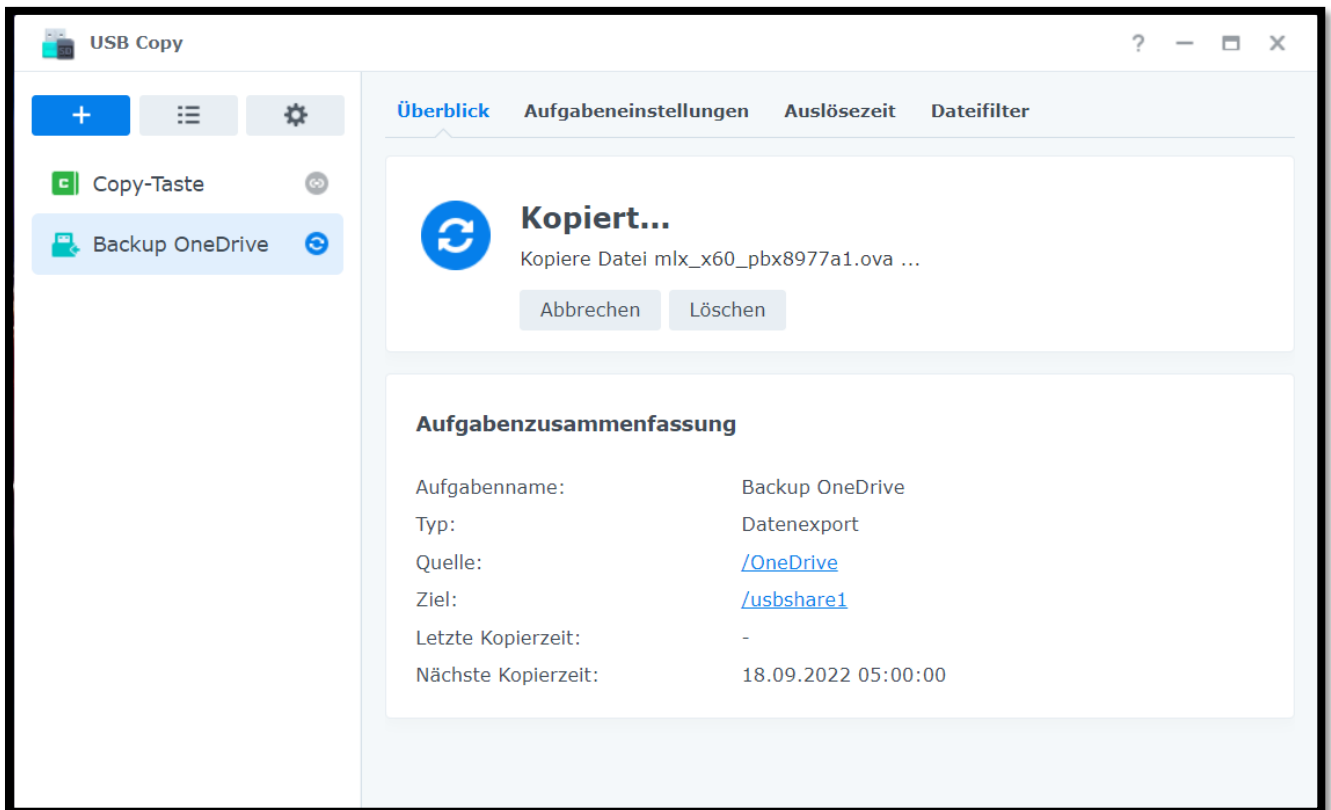 USB Copy
Überblick Aufgabeneinstellungen Auslösezeit Dateifilter
Copy-Taste
Backup OneDrive
Kopiert...
Kopiere Datei mlx_x60_pbx8977a1.ova ...
Abbrechen Löschen
Aufgabenzusammenfassung
Aufgabenname: Backup OneDrive
Typ: Datenexport
Quelle: /OneDrive
Ziel: /usbshare1
Letzte Kopierzeit: -
Nächste Kopierzeit: 18.09.2022 05:00:00